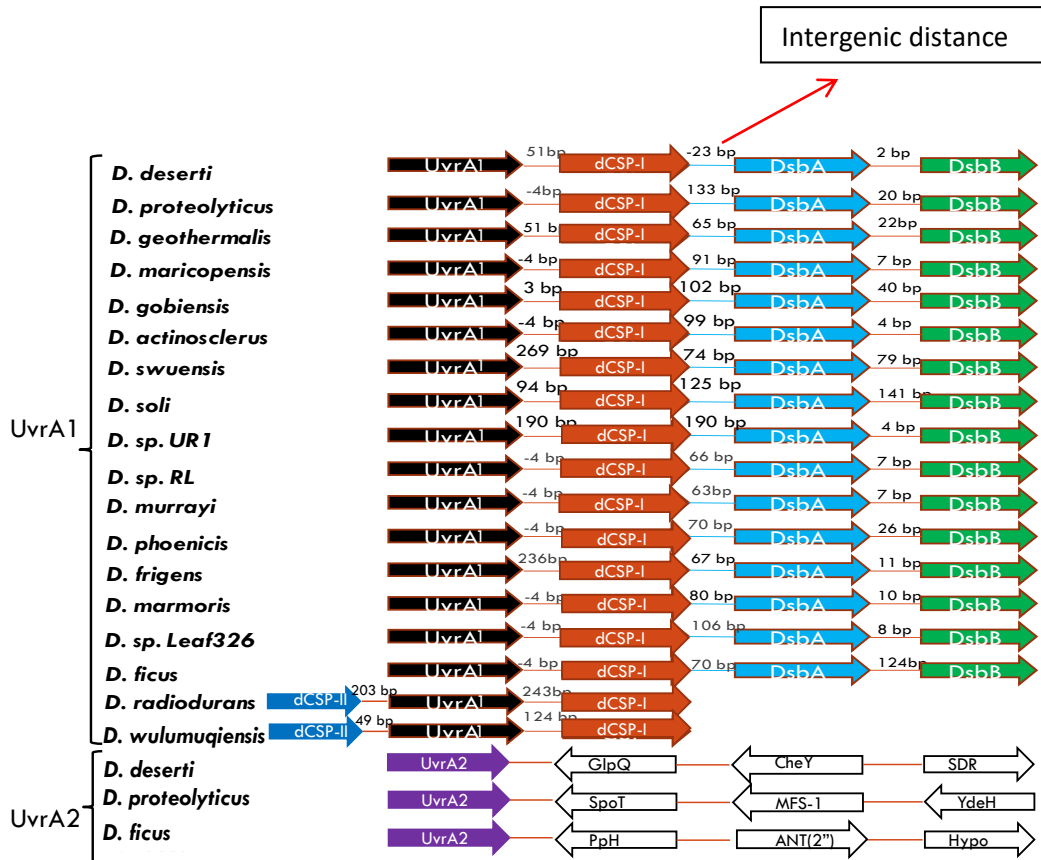 Intergenic distance
D. deserti UvrA1 51bp dCSP-I -23 bp DsbA 2 bp DsbB
D. proteolyticus UvrA1 -4bp dCSP-I 133 bp DsbA 20 bp DsbB
D. geothermalis UvrA1 51 b dCSP-I 65 bp DsbA 22bp DsbB
D. maricopensis UvrA1 -4 bp dCSP-I 91 bp DsbA 7 bp DsbB
D. gobiensis UvrA1 3 bp dCSP-I 102 bp DsbA 40 bp DsbB
D. actinosclerus UvrA1 -4 bp dCSP-I 99 bp DsbA 4 bp DsbB
D. swuensis UvrA1 269 bp dCSP-I 74 bp DsbA 79 bp DsbB
D. soli UvrA1 94 bp dCSP-I 125 bp DsbA 141 bp DsbB
UvrA1
D. sp. UR1 UvrA1 190 bp dCSP-I 190 bp DsbA 4 bp DsbB
D. sp. RL UvrA1 -4 bp dCSP-I 66 bp DsbA 7 bp DsbB
D. murrayi UvrA1 -4 bp dCSP-I 63bp DsbA 7 bp DsbB
D. phoenicis UvrA1 -4 bp dCSP-I 70 bp DsbA 26 bp DsbB
D. frigens UvrA1 236bp dCSP-I 67 bp DsbA 11 bp DsbB
D. marmoris UvrA1 -4 bp dCSP-I 80 bp DsbA 10 bp DsbB
D. sp. Leaf326 UvrA1 -4 bp dCSP-I 106 bp DsbA 8 bp DsbB
D. ficus UvrA1 -4 bp dCSP-I 70 bp DsbA 124bp DsbB
D. radiodurans dCSP-II 203 bp UvrA1 243bp dCSP-I
D. wulumuqiensis dCSP-II 49 bp UvrA1 124 bp dCSP-I
D. deserti UvrA2 GlpQ CheY SDR
D. proteolyticus UvrA2 SpoT MFS-1 YdeH
UvrA2
D. ficus UvrA2 PpH ANT(2”) Hypo